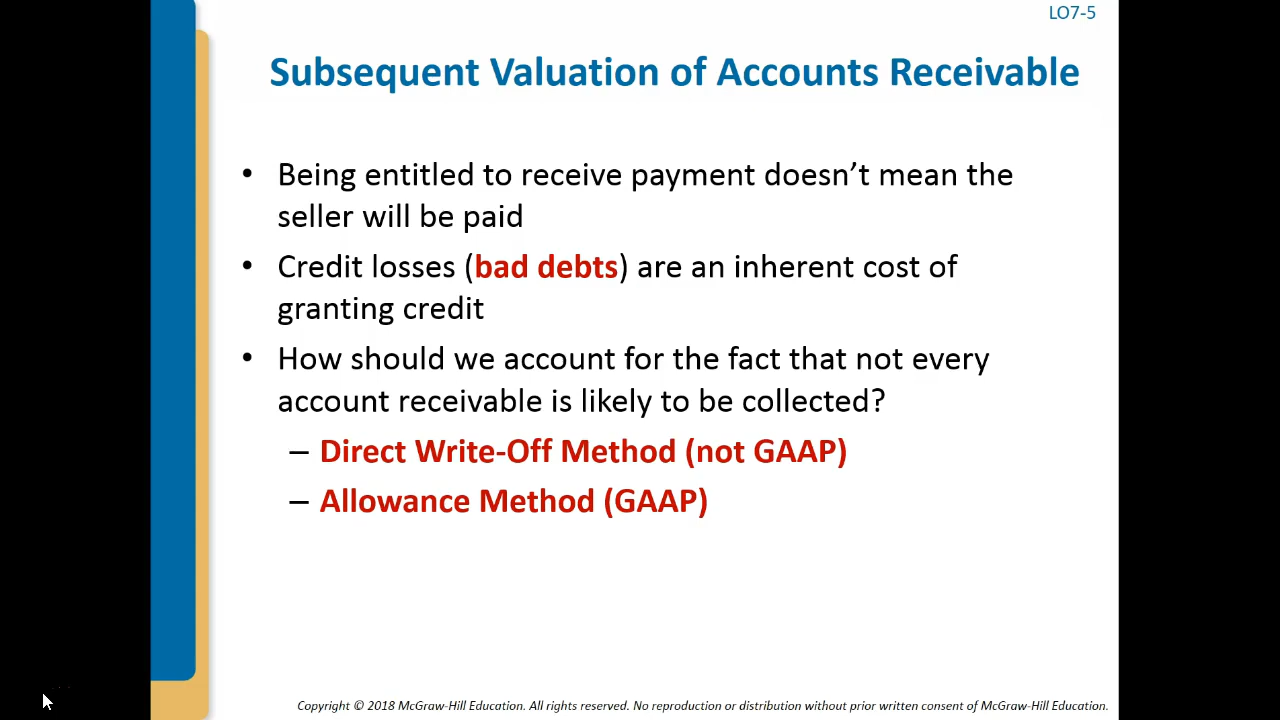 LO7-5
Subsequent Valuation of Accounts Receivable
• Being entitled to receive payment doesn’t mean the
seller will be paid
• Credit losses (bad debts) are an inherent cost of
granting credit
• How should we account for the fact that not every
account receivable is likely to be collected?
– Direct Write-Off Method (not GAAP)
– Allowance Method (GAAP)
Copyright © 2018 McGraw-Hill Education. All rights reserved. No reproduction or distribution without prior written consent of McGraw-Hill Education.